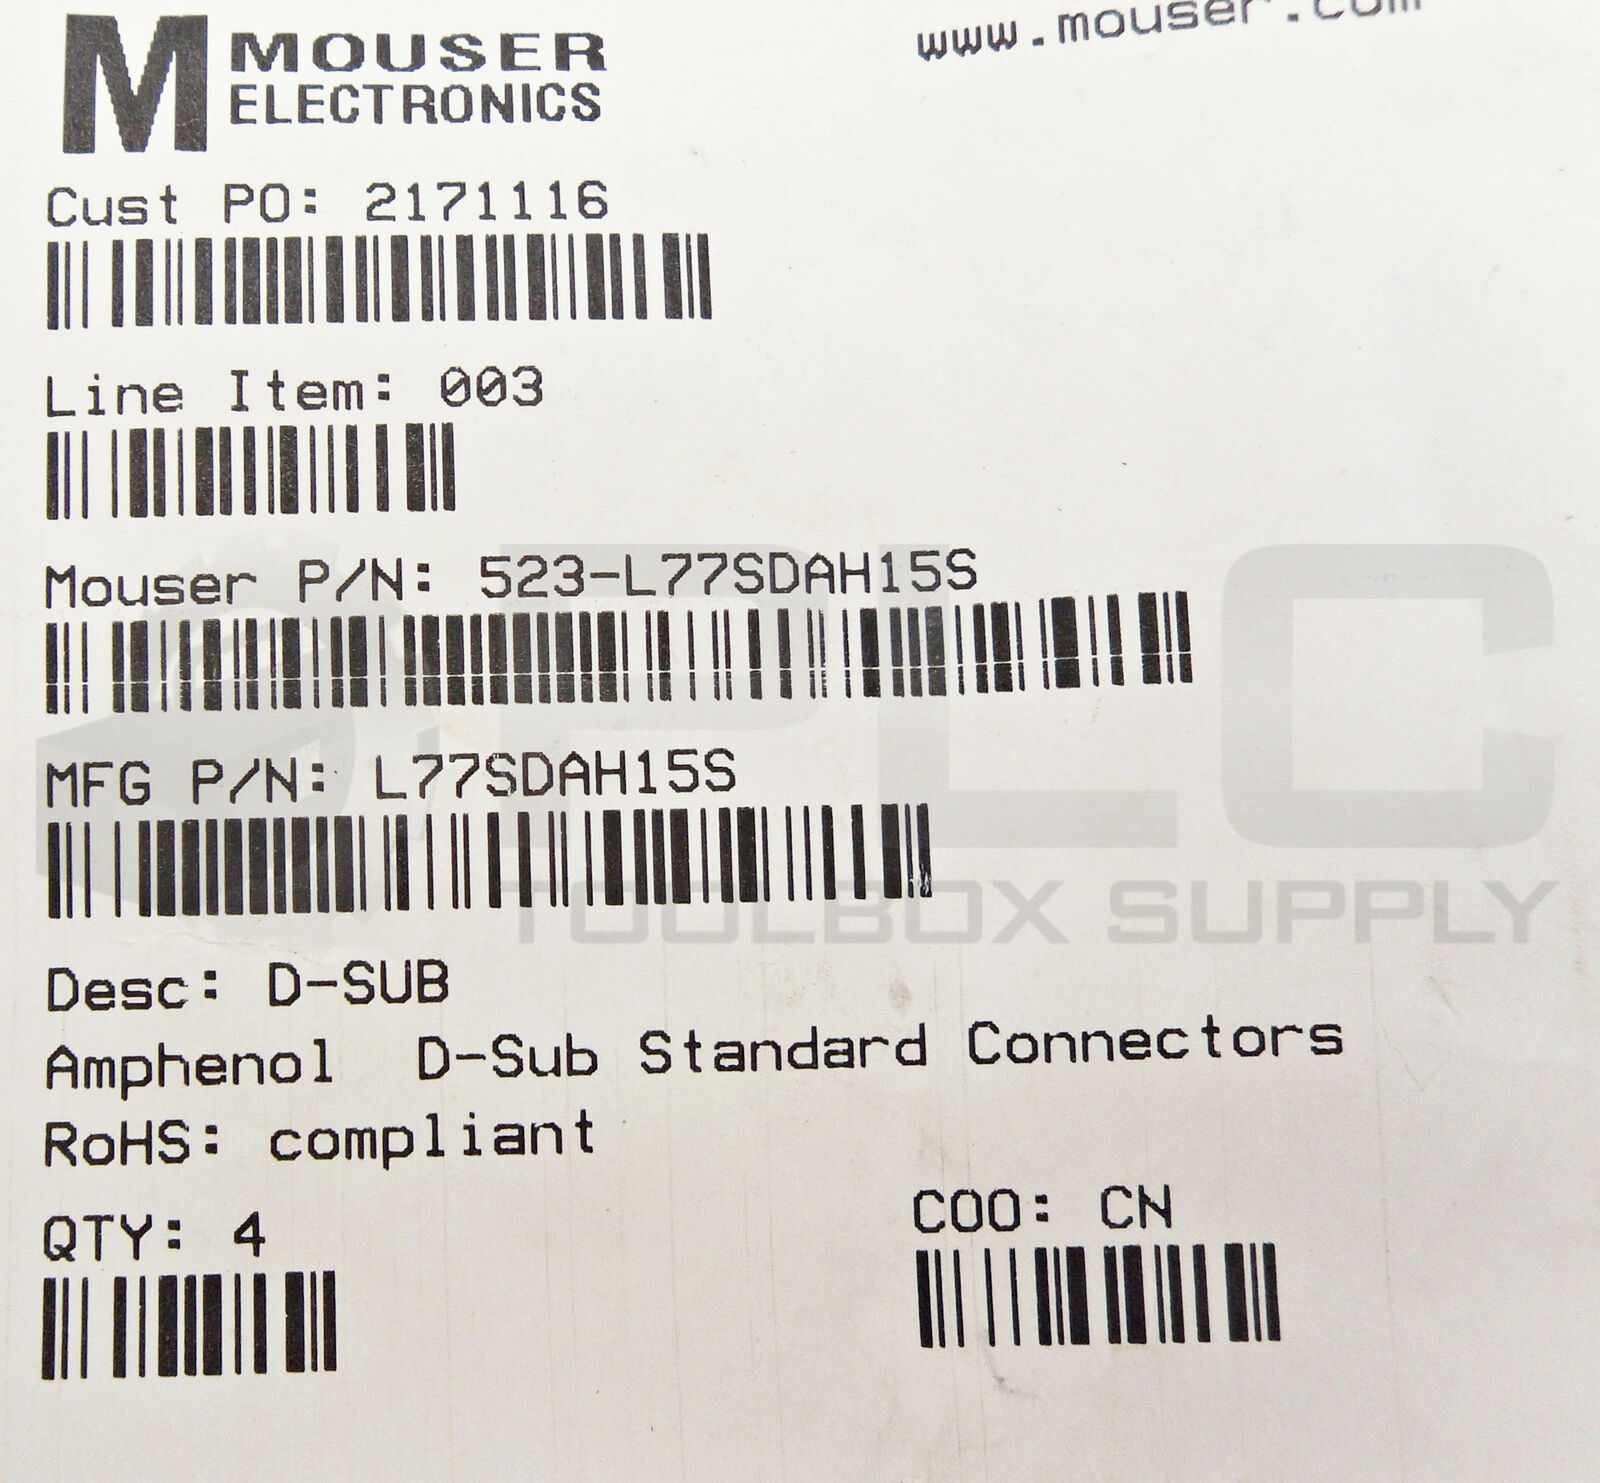 MOUSER
ELECTRONICS
www.mouser.com
Cust PO: 2171116
Line Item: 003
Mouser P/N: 523-L77SDAH15S
MFG P/N: L77SDAH15S
PLC
TOOLBOX SUPPLY
Desc: D-SUB
Amphenol D-Sub Standard Connectors
RoHS: compliant
QTY: 4
COO: CN